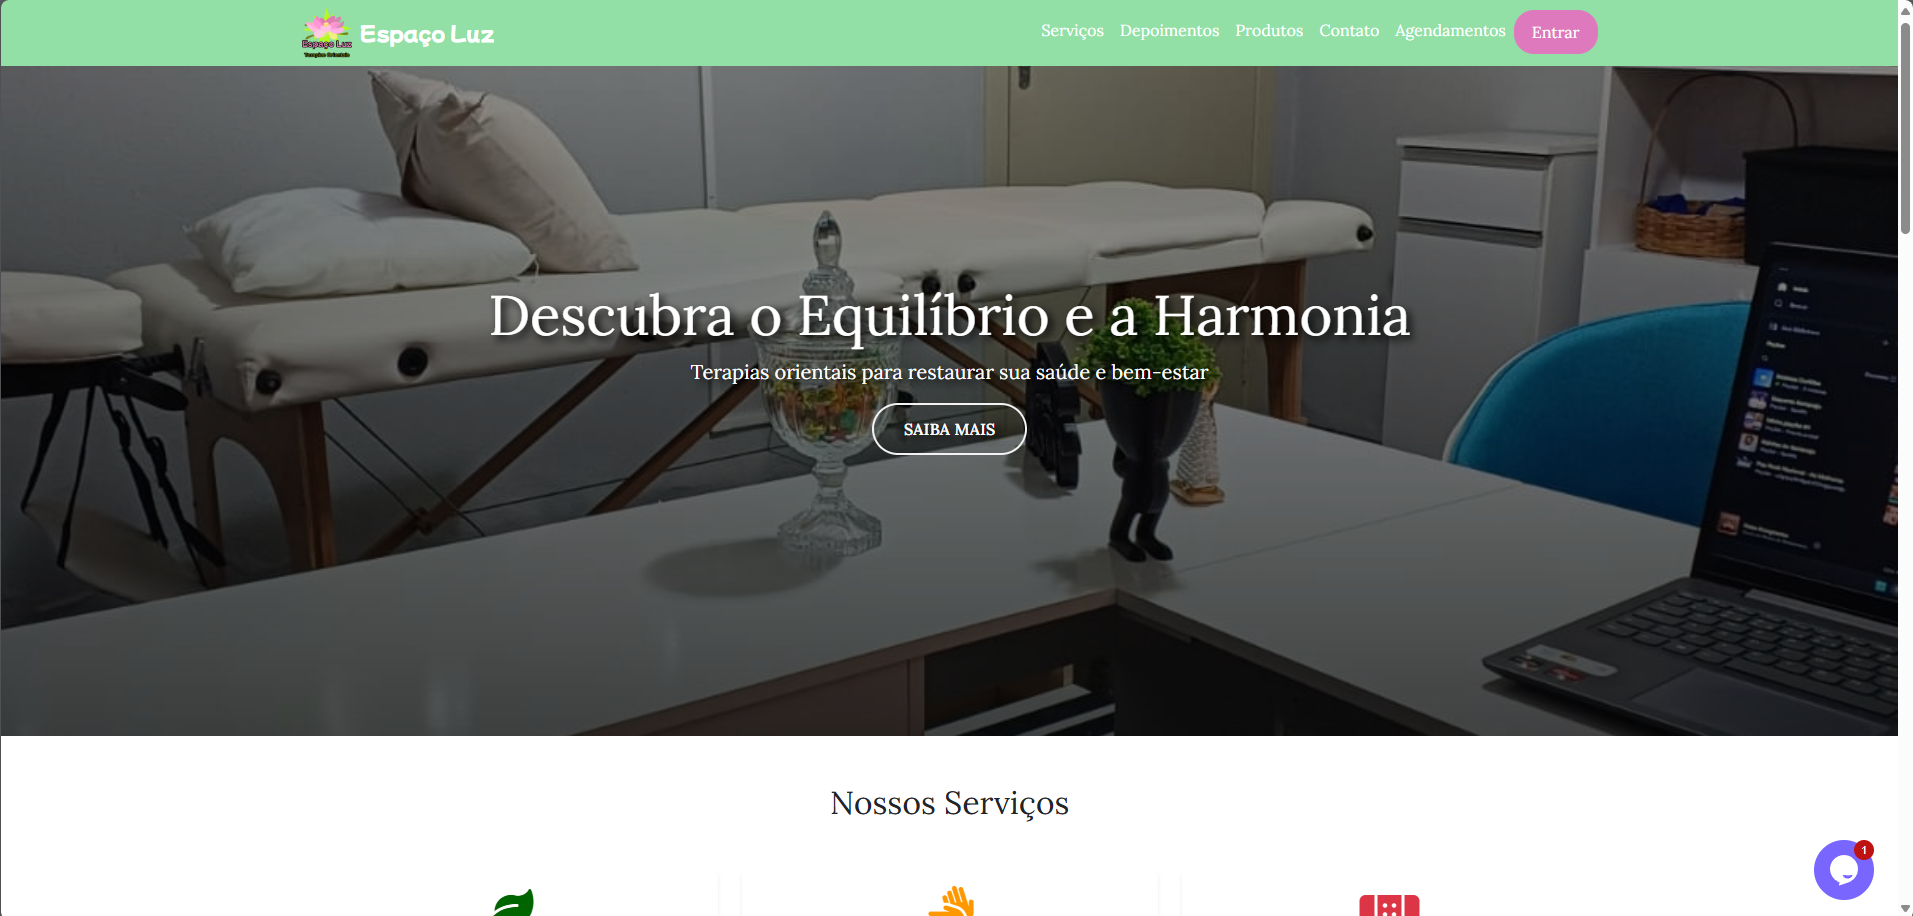 Espaço Luz
Terapias Orientais
Espaço Luz
Serviços
Depoimentos
Produtos
Contato
Agendamentos
Entrar
Descubra o Equilíbrio e a Harmonia
Terapias orientais para restaurar sua saúde e bem-estar
SAIBA MAIS
Nossos Serviços
1